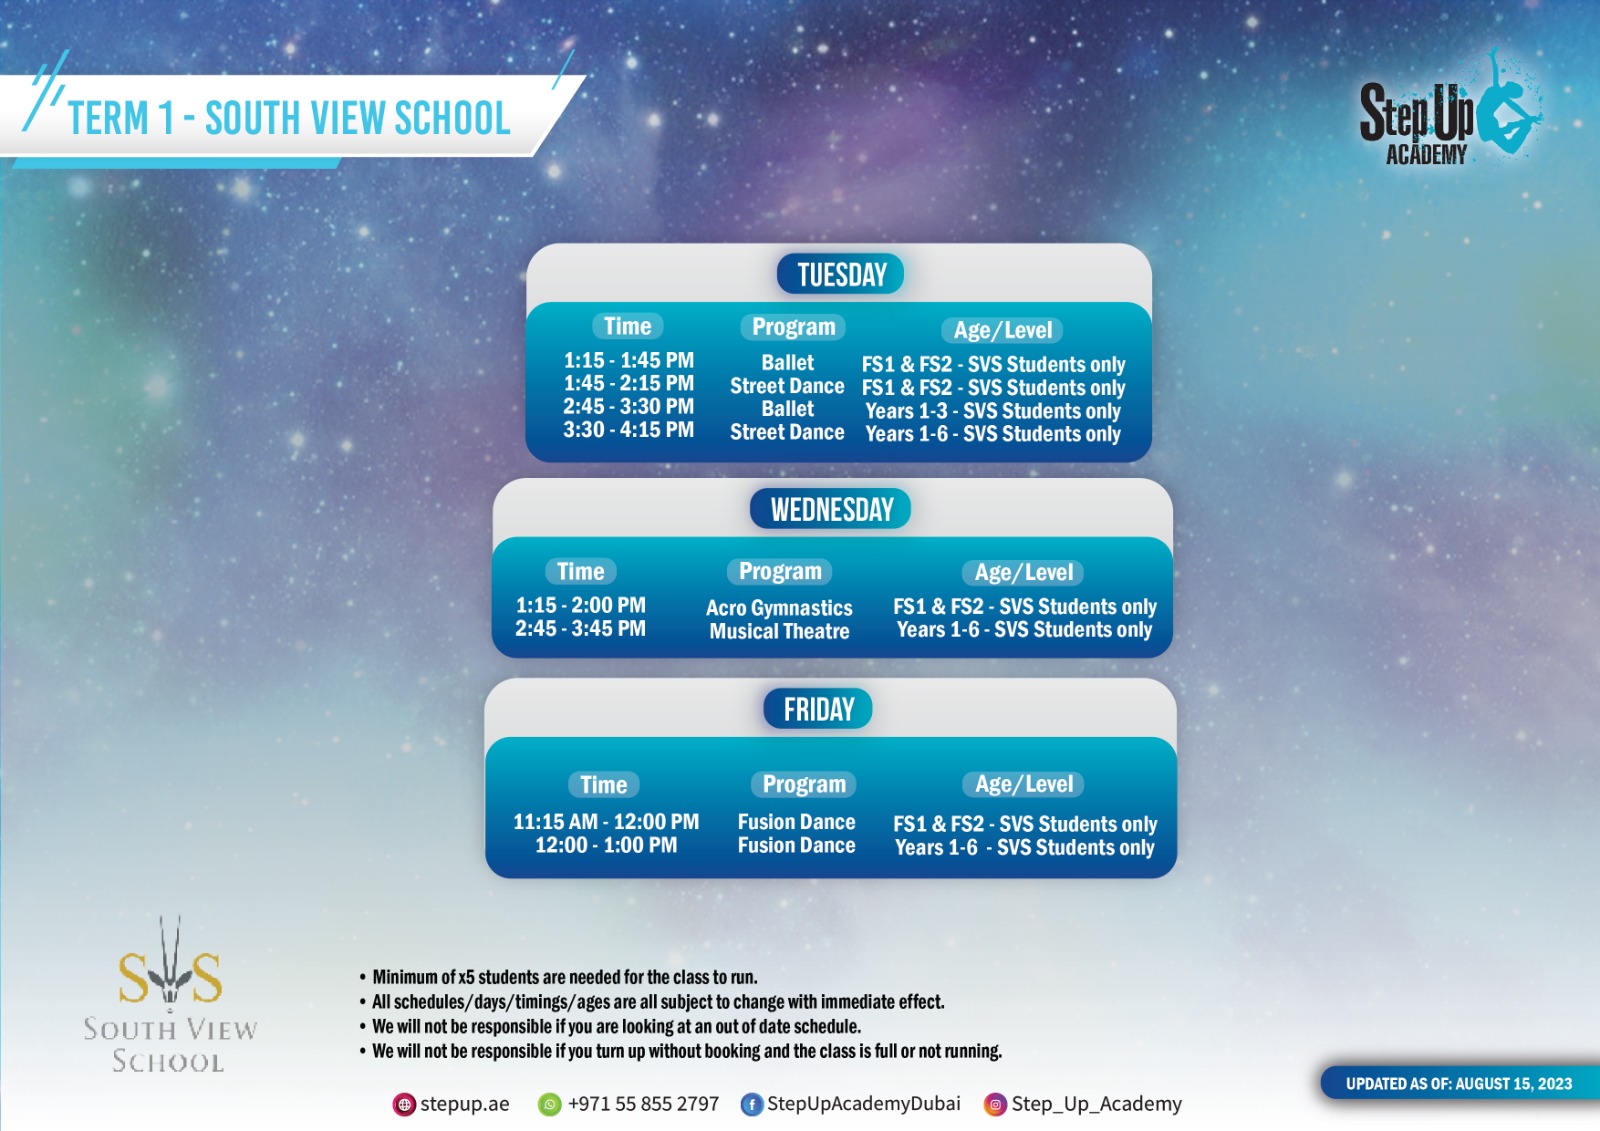 TERM 1 - SOUTH VIEW SCHOOL
Step Up
ACADEMY
TUESDAY
Time Program Age/Level
1:15 - 1:45 PM Ballet FS1 & FS2 - SVS Students only
1:45 - 2:15 PM Street Dance FS1 & FS2 - SVS Students only
2:45 - 3:30 PM Ballet Years 1-3 - SVS Students only
3:30 - 4:15 PM Street Dance Years 1-6 - SVS Students only
WEDNESDAY
Time Program Age/Level
1:15 - 2:00 PM Acro Gymnastics FS1 & FS2 - SVS Students only
2:45 - 3:45 PM Musical Theatre Years 1-6 - SVS Students only
FRIDAY
Time Program Age/Level
11:15 AM - 12:00 PM Fusion Dance FS1 & FS2 - SVS Students only
12:00 - 1:00 PM Fusion Dance Years 1-6 - SVS Students only
SVS
SOUTH VIEW
SCHOOL
• Minimum of x5 students are needed for the class to run.
• All schedules/days/timings/ages are all subject to change with immediate effect.
• We will not be responsible if you are looking at an out of date schedule.
• We will not be responsible if you turn up without booking and the class is full or not running.
UPDATED AS OF: AUGUST 15, 2023
stepup.ae +971 55 855 2797 StepUpAcademyDubai Step_Up_Academy